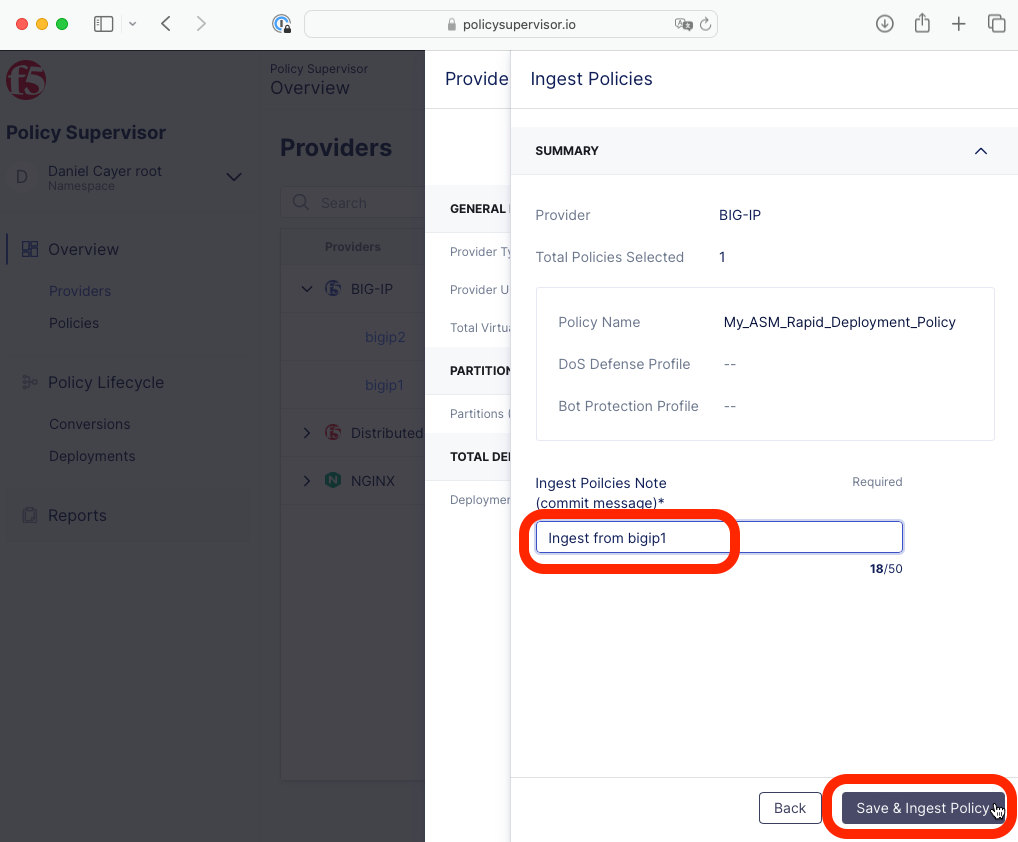 policysupervisor.io
f5
Policy Supervisor
D
Daniel Cayer root
Namespace
Overview
Providers
Policies
Policy Lifecycle
Conversions
Deployments
Reports
Policy Supervisor
Overview
Providers
Search
Providers
BIG-IP
bigip2
bigip1
Distributed
NGINX
Provide
GENERAL
Provider Ty
Provider U
Total Virtu
PARTITION
Partitions
TOTAL DE
Deploymen
Ingest Policies
SUMMARY
Provider BIG-IP
Total Policies Selected 1
Policy Name My_ASM_Rapid_Deployment_Policy
DoS Defense Profile --
Bot Protection Profile --
Ingest Poilcies Note Required
(commit message)*
Ingest from bigip1
18/50
Back
Save & Ingest Policy